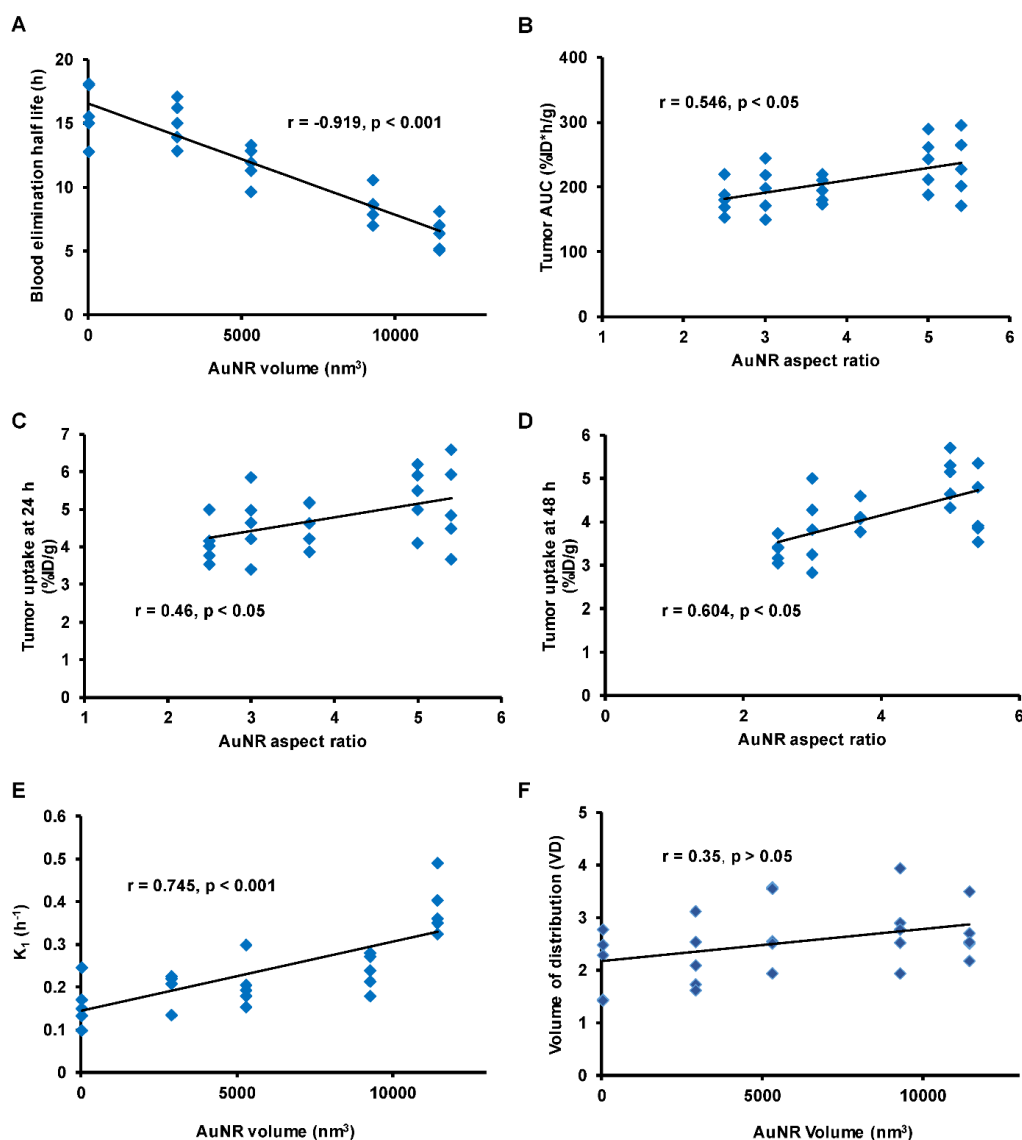 A
Blood elimination half life (h)
20
15
10
5
0
r = -0.919, p < 0.001
0 5000 10000
AuNR volume (nm³)
B
Tumor AUC (%ID*h/g)
400
300
200
100
0
r = 0.546, p < 0.05
1 2 3 4 5 6
AuNR aspect ratio
C
Tumor uptake at 24 h
(%ID/g)
7
6
5
4
3
2
1
0
r = 0.46, p < 0.05
1 2 3 4 5 6
AuNR aspect ratio
D
Tumor uptake at 48 h
(%ID/g)
6
5
4
3
2
1
0
r = 0.604, p < 0.05
0 2 4 6
AuNR aspect ratio
E
K₁ (h⁻¹)
0.6
0.5
0.4
0.3
0.2
0.1
0
r = 0.745, p < 0.001
0 5000 10000
AuNR volume (nm³)
F
Volume of distribution (VD)
5
4
3
2
1
0
r = 0.35, p > 0.05
0 5000 10000
AuNR Volume (nm³)